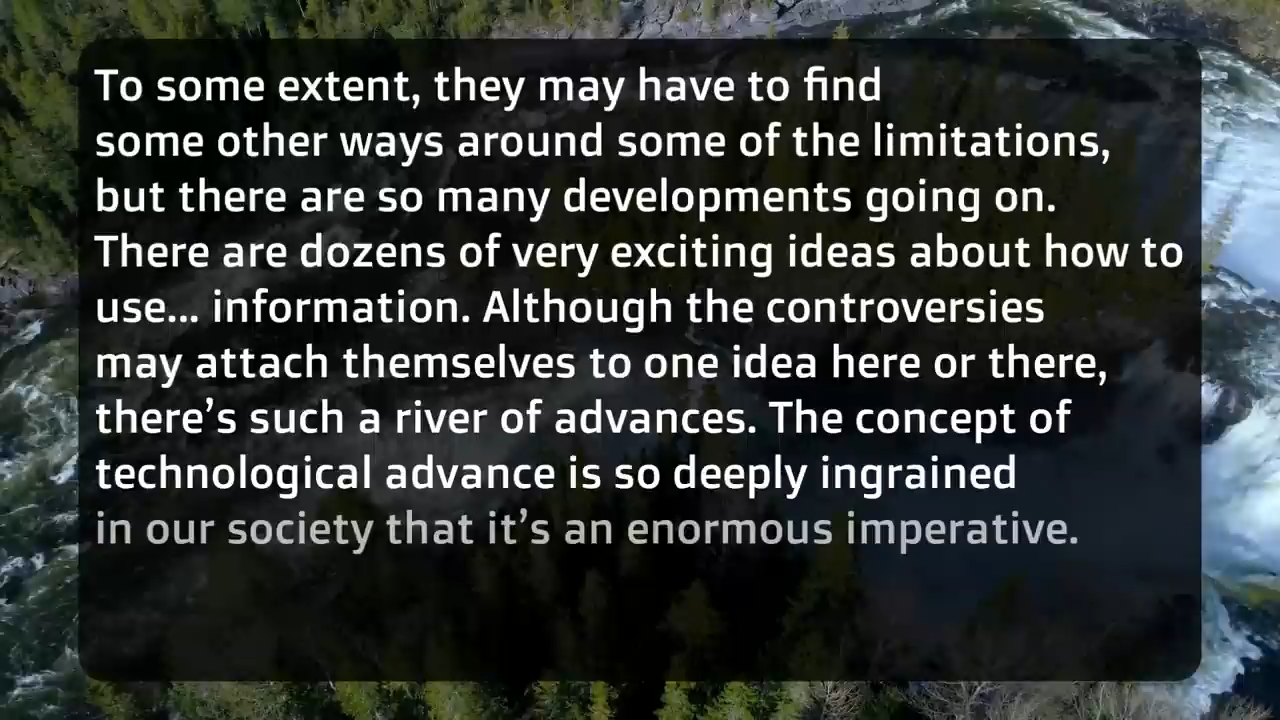 To some extent, they may have to find
some other ways around some of the limitations,
but there are so many developments going on.
There are dozens of very exciting ideas about how to
use... information. Although the controversies
may attach themselves to one idea here or there,
there’s such a river of advances. The concept of
technological advance is so deeply ingrained
in our society that it’s an enormous imperative.